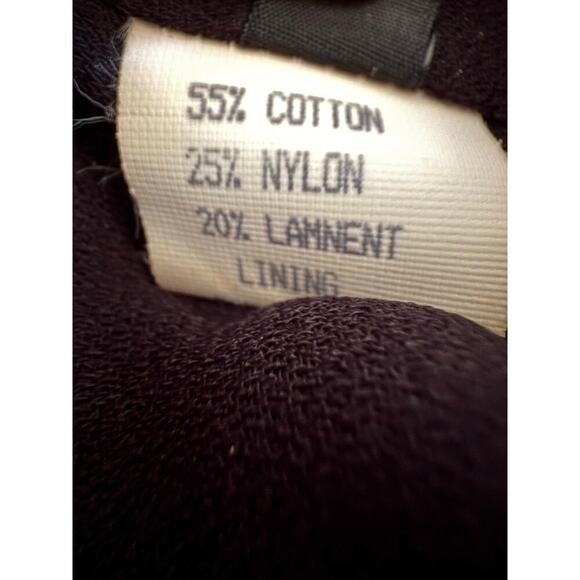 55% COTTON
25% NYLON
20% LAMNENT
LINING